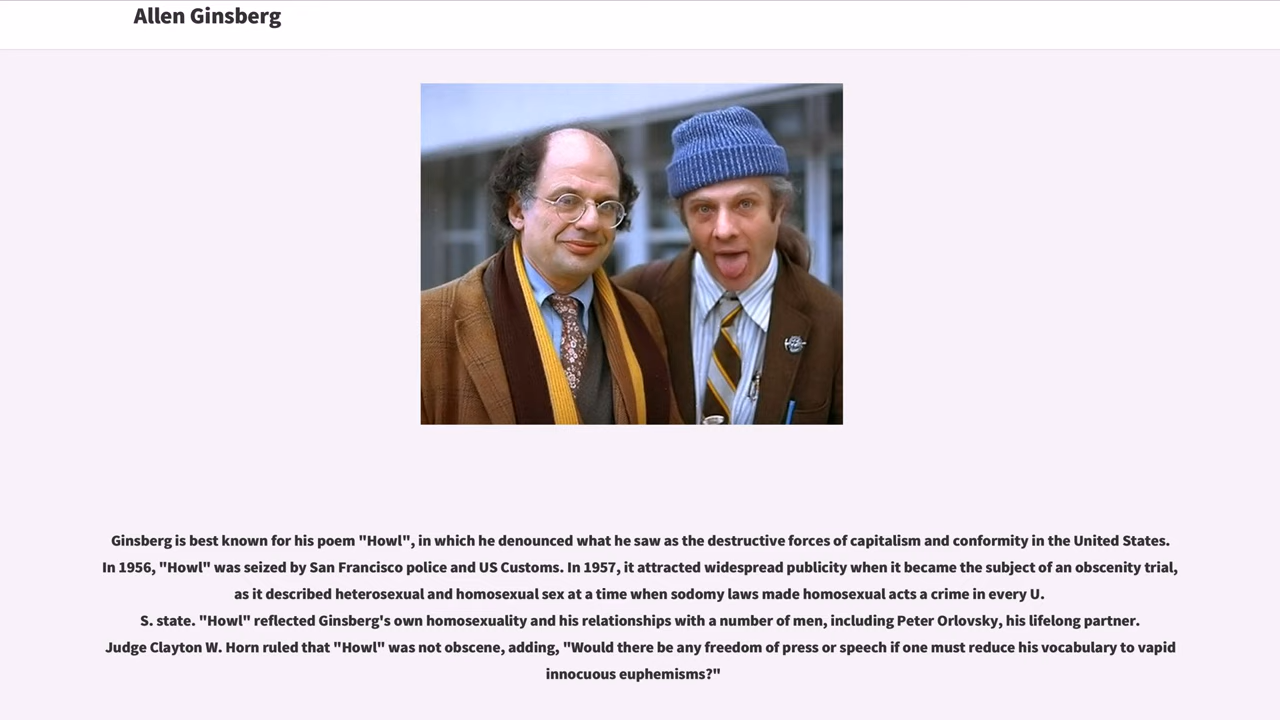 Allen Ginsberg
Ginsberg is best known for his poem "Howl", in which he denounced what he saw as the destructive forces of capitalism and conformity in the United States.
In 1956, "Howl" was seized by San Francisco police and US Customs. In 1957, it attracted widespread publicity when it became the subject of an obscenity trial,
as it described heterosexual and homosexual sex at a time when sodomy laws made homosexual acts a crime in every U.
S. state. "Howl" reflected Ginsberg's own homosexuality and his relationships with a number of men, including Peter Orlovsky, his lifelong partner.
Judge Clayton W. Horn ruled that "Howl" was not obscene, adding, "Would there be any freedom of press or speech if one must reduce his vocabulary to vapid
innocuous euphemisms?"